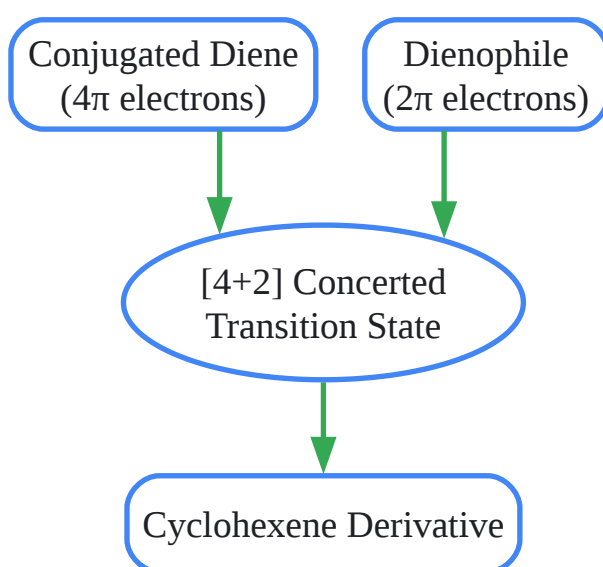 Conjugated Diene
(4π electrons)
Dienophile
(2π electrons)
[4+2] Concerted
Transition State
Cyclohexene Derivative